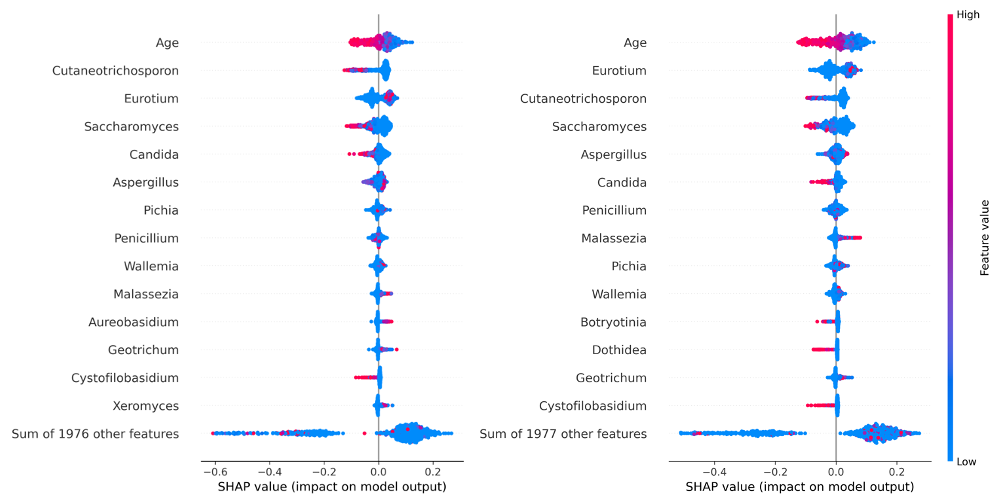 Age
Cutaneotrichosporon
Eurotium
Saccharomyces
Candida
Aspergillus
Pichia
Penicillium
Wallemia
Malassezia
Aureobasidium
Geotrichum
Cystofilobasidium
Xeromyces
Sum of 1976 other features
−0.6 −0.4 −0.2 0.0 0.2
SHAP value (impact on model output)
Age
Eurotium
Cutaneotrichosporon
Saccharomyces
Aspergillus
Candida
Penicillium
Malassezia
Pichia
Wallemia
Botryotinia
Dothidea
Geotrichum
Cystofilobasidium
Sum of 1977 other features
−0.4 −0.2 0.0 0.2
SHAP value (impact on model output)
High
Feature value
Low